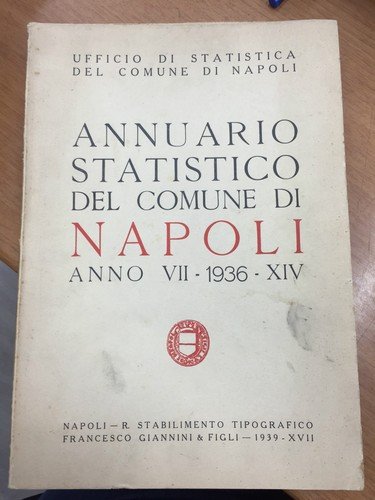 UFFICIO DI STATISTICA
DEL COMUNE DI NAPOLI
ANNUARIO
STATISTICO
DEL COMUNE DI
NAPOLI
ANNO VII - 1936 - XIV
NAPOLI — R. STABILIMENTO TIPOGRAFICO
FRANCESCO GIANNINI & FIGLI — 1939 - XVII